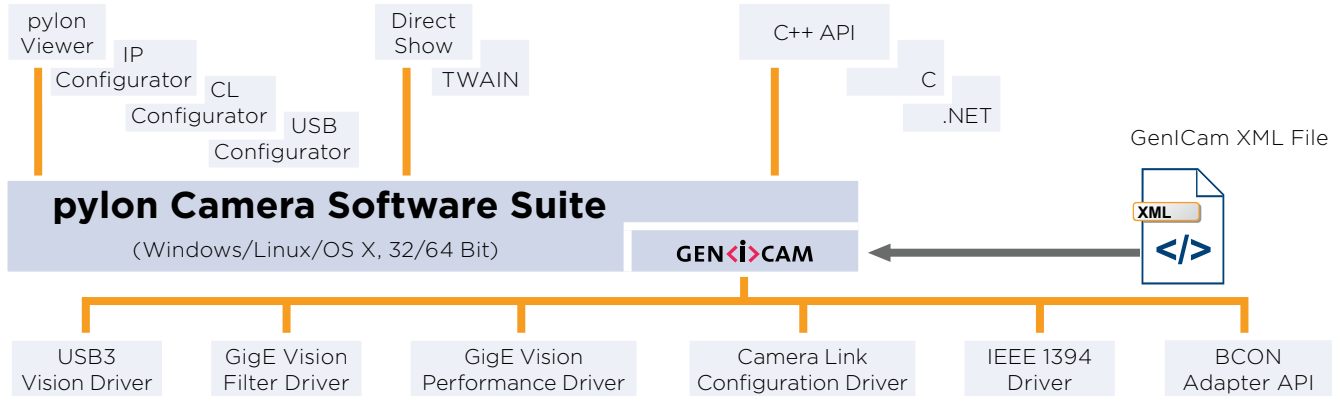 pylon
Viewer
IP
Configurator
CL
Configurator
USB
Configurator
Direct
Show
TWAIN
C++ API
C
.NET
GenICam XML File
XML
</>
pylon Camera Software Suite
(Windows/Linux/OS X, 32/64 Bit)
GEN<i>CAM
USB3
Vision Driver
GigE Vision
Filter Driver
GigE Vision
Performance Driver
Camera Link
Configuration Driver
IEEE 1394
Driver
BCON
Adapter API